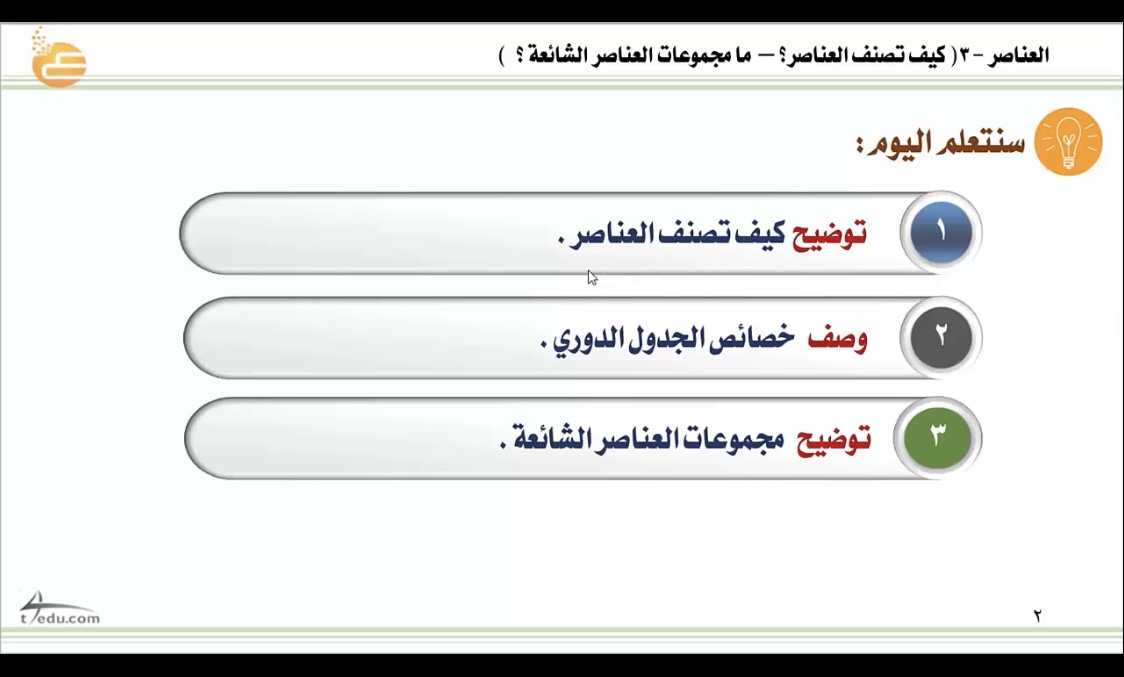 العناصر - ٣( كيف تصنف العناصر؟ – ما مجموعات العناصر الشائعة ؟ )
سنتعلم اليوم :
١
توضيح كيف تصنف العناصر .
٢
وصف خصائص الجدول الدوري .
٣
توضيح مجموعات العناصر الشائعة .
t4edu.com
٢